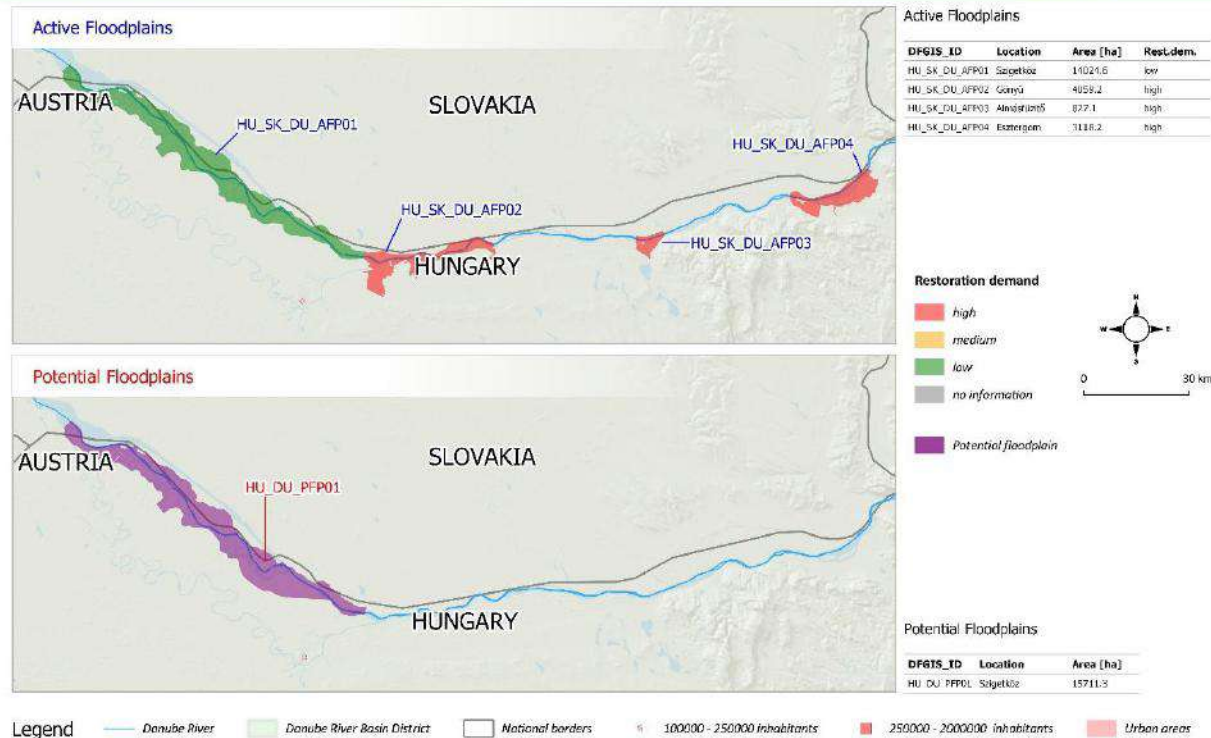 Active Floodplains
AUSTRIA
SLOVAKIA
HUNGARY
HU_SK_DU_AFP01
HU_SK_DU_AFP02
HU_SK_DU_AFP03
HU_SK_DU_AFP04
Active Floodplains
DFGIS_ID Location Area [ha] Rest.dem.
HU_SK_DU_AFP01 Szigetköz 14024.6 low
HU_SK_DU_AFP02 Gönyü 4059.2 high
HU_SK_DU_AFP03 827.1 high
HU_SK_DU_AFP04 Esztergom 3118.2 high
Restoration demand
high
medium
low
no information
Potential floodplain
N
W E
S
0 30 km
Potential Floodplains
AUSTRIA
SLOVAKIA
HUNGARY
HU_DU_PFP01
Potential Floodplains
DFGIS_ID Location Area [ha]
HU_DU_PFP01 Szigetköz 15711.3
Legend Danube River Danube River Basin District National borders 100000 - 250000 inhabitants 250000 - 2000000 inhabitants Urban areas